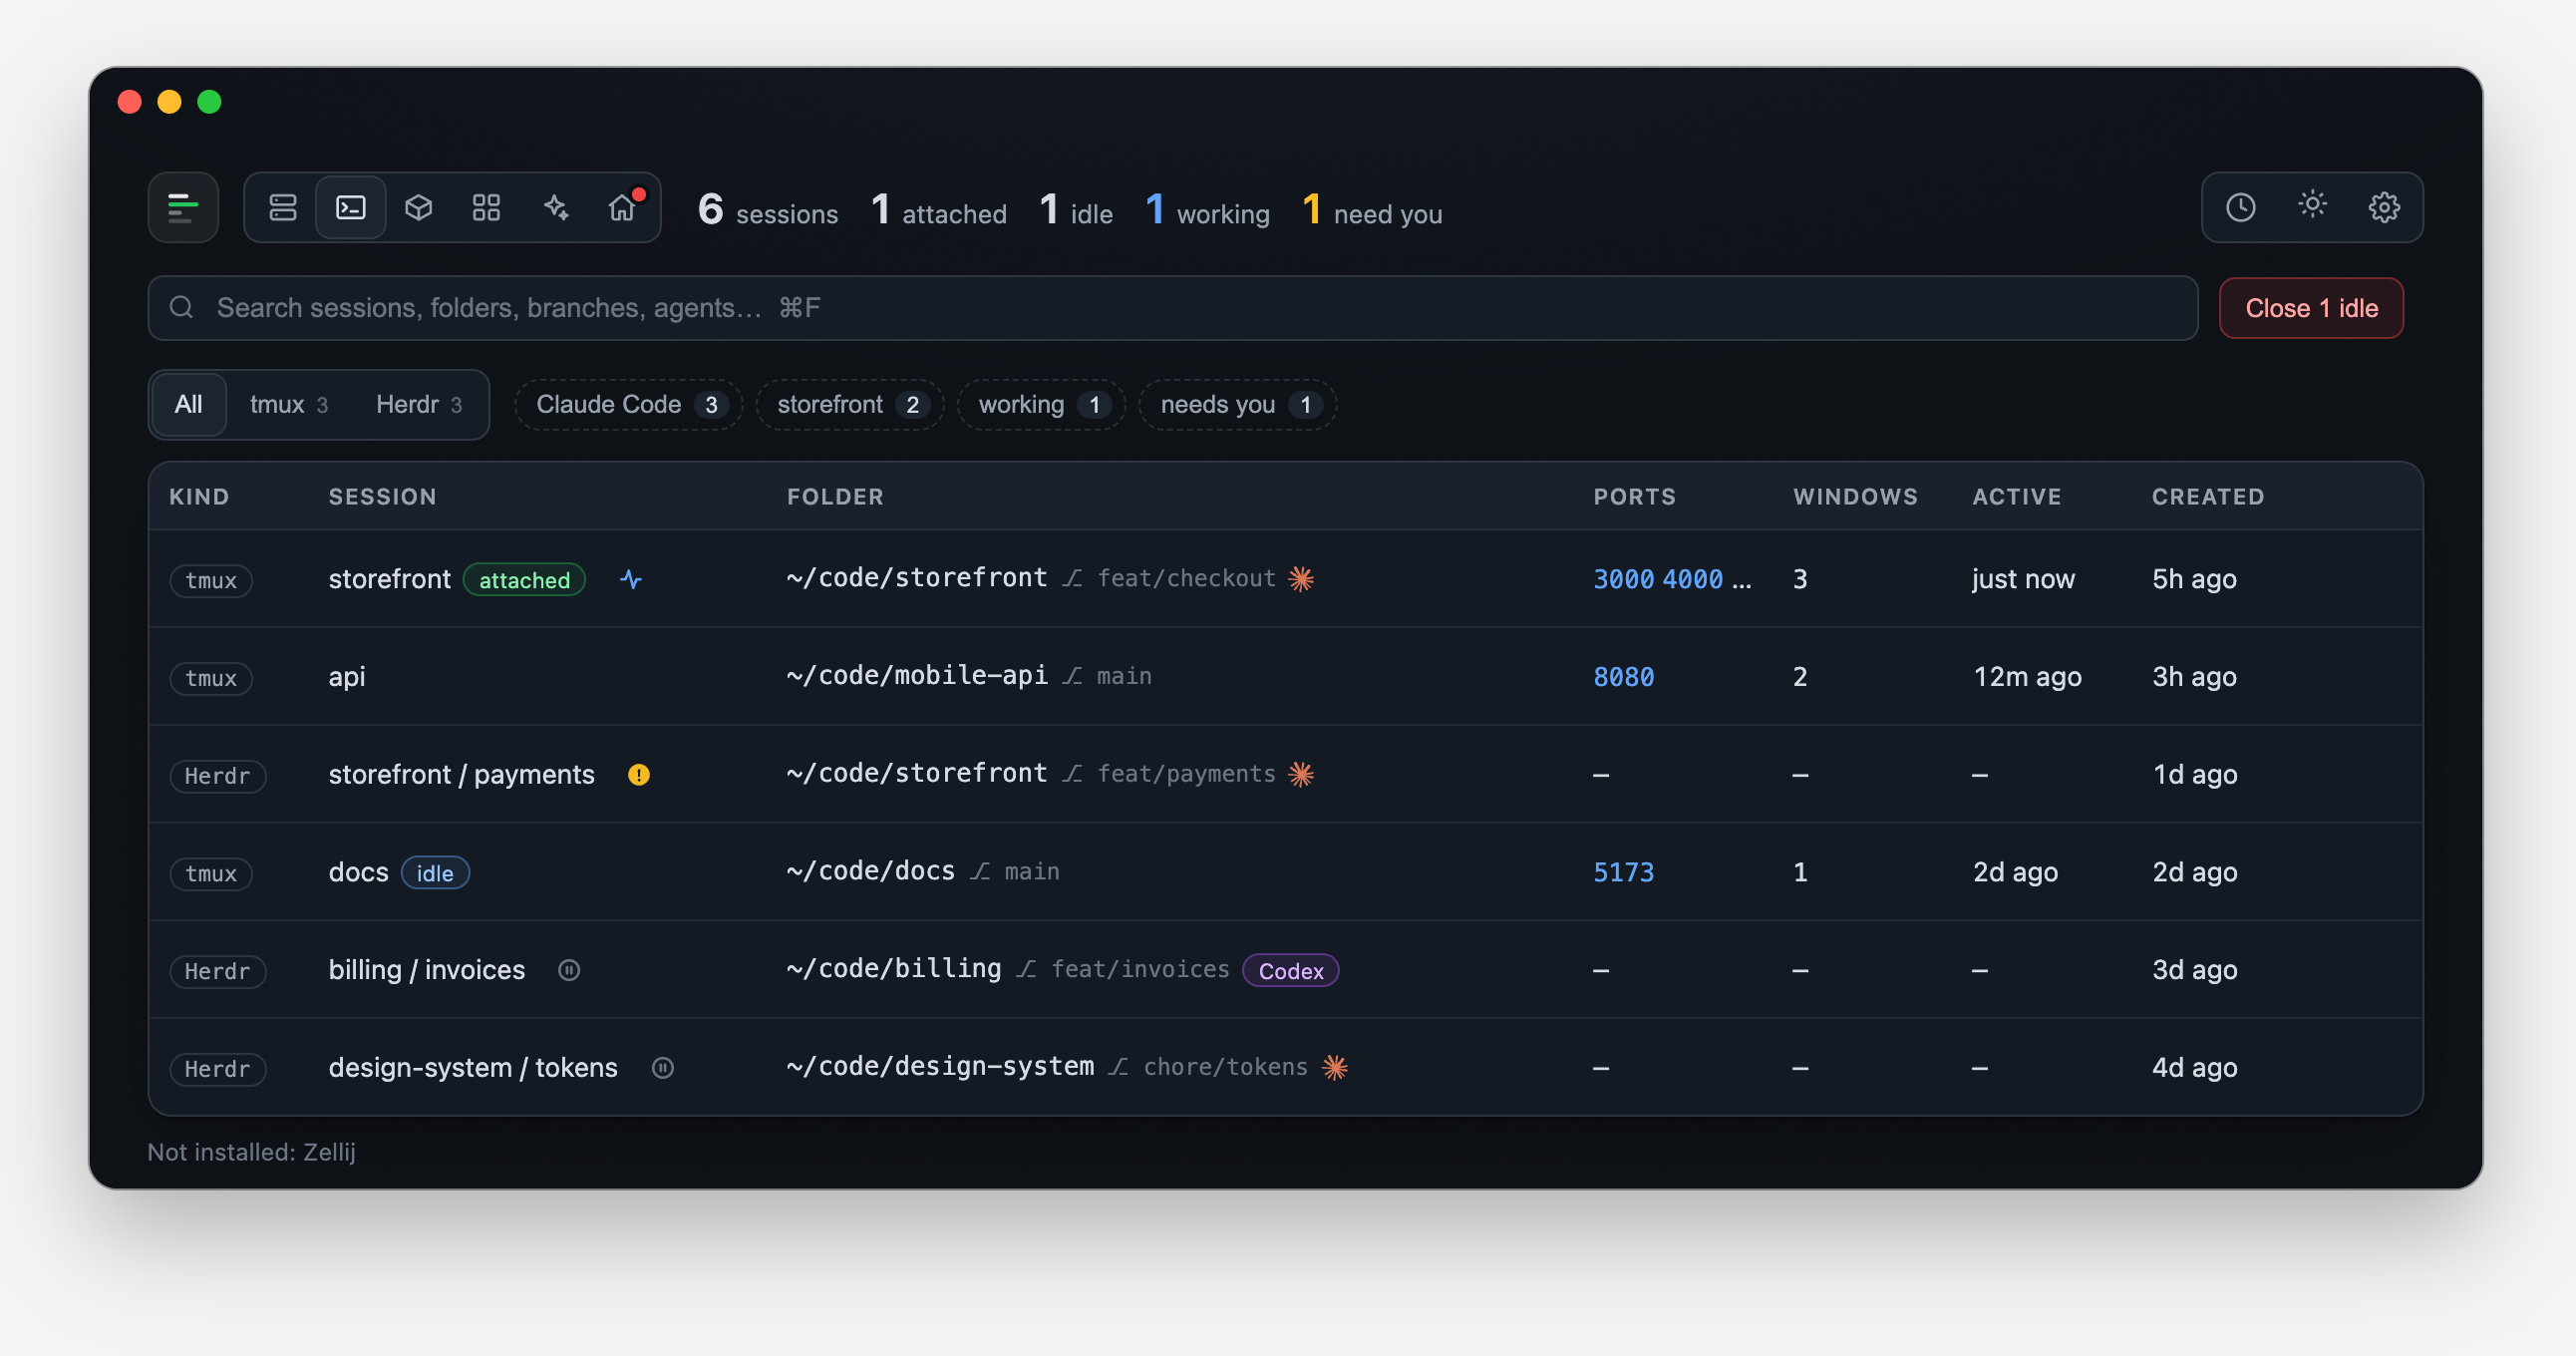 6 sessions 1 attached 1 idle 1 working 1 need you
Search sessions, folders, branches, agents… ⌘F
Close 1 idle
All tmux 3 Herdr 3 Claude Code 3 storefront 2 working 1 needs you 1
KIND SESSION FOLDER PORTS WINDOWS ACTIVE CREATED
tmux storefront attached ~/code/storefront ⎇ feat/checkout 3000 4000 … 3 just now 5h ago
tmux api ~/code/mobile-api ⎇ main 8080 2 12m ago 3h ago
Herdr storefront / payments ! ~/code/storefront ⎇ feat/payments – – – 1d ago
tmux docs idle ~/code/docs ⎇ main 5173 1 2d ago 2d ago
Herdr billing / invoices ~/code/billing ⎇ feat/invoices Codex – – – 3d ago
Herdr design-system / tokens ~/code/design-system ⎇ chore/tokens – – – 4d ago
Not installed: Zellij